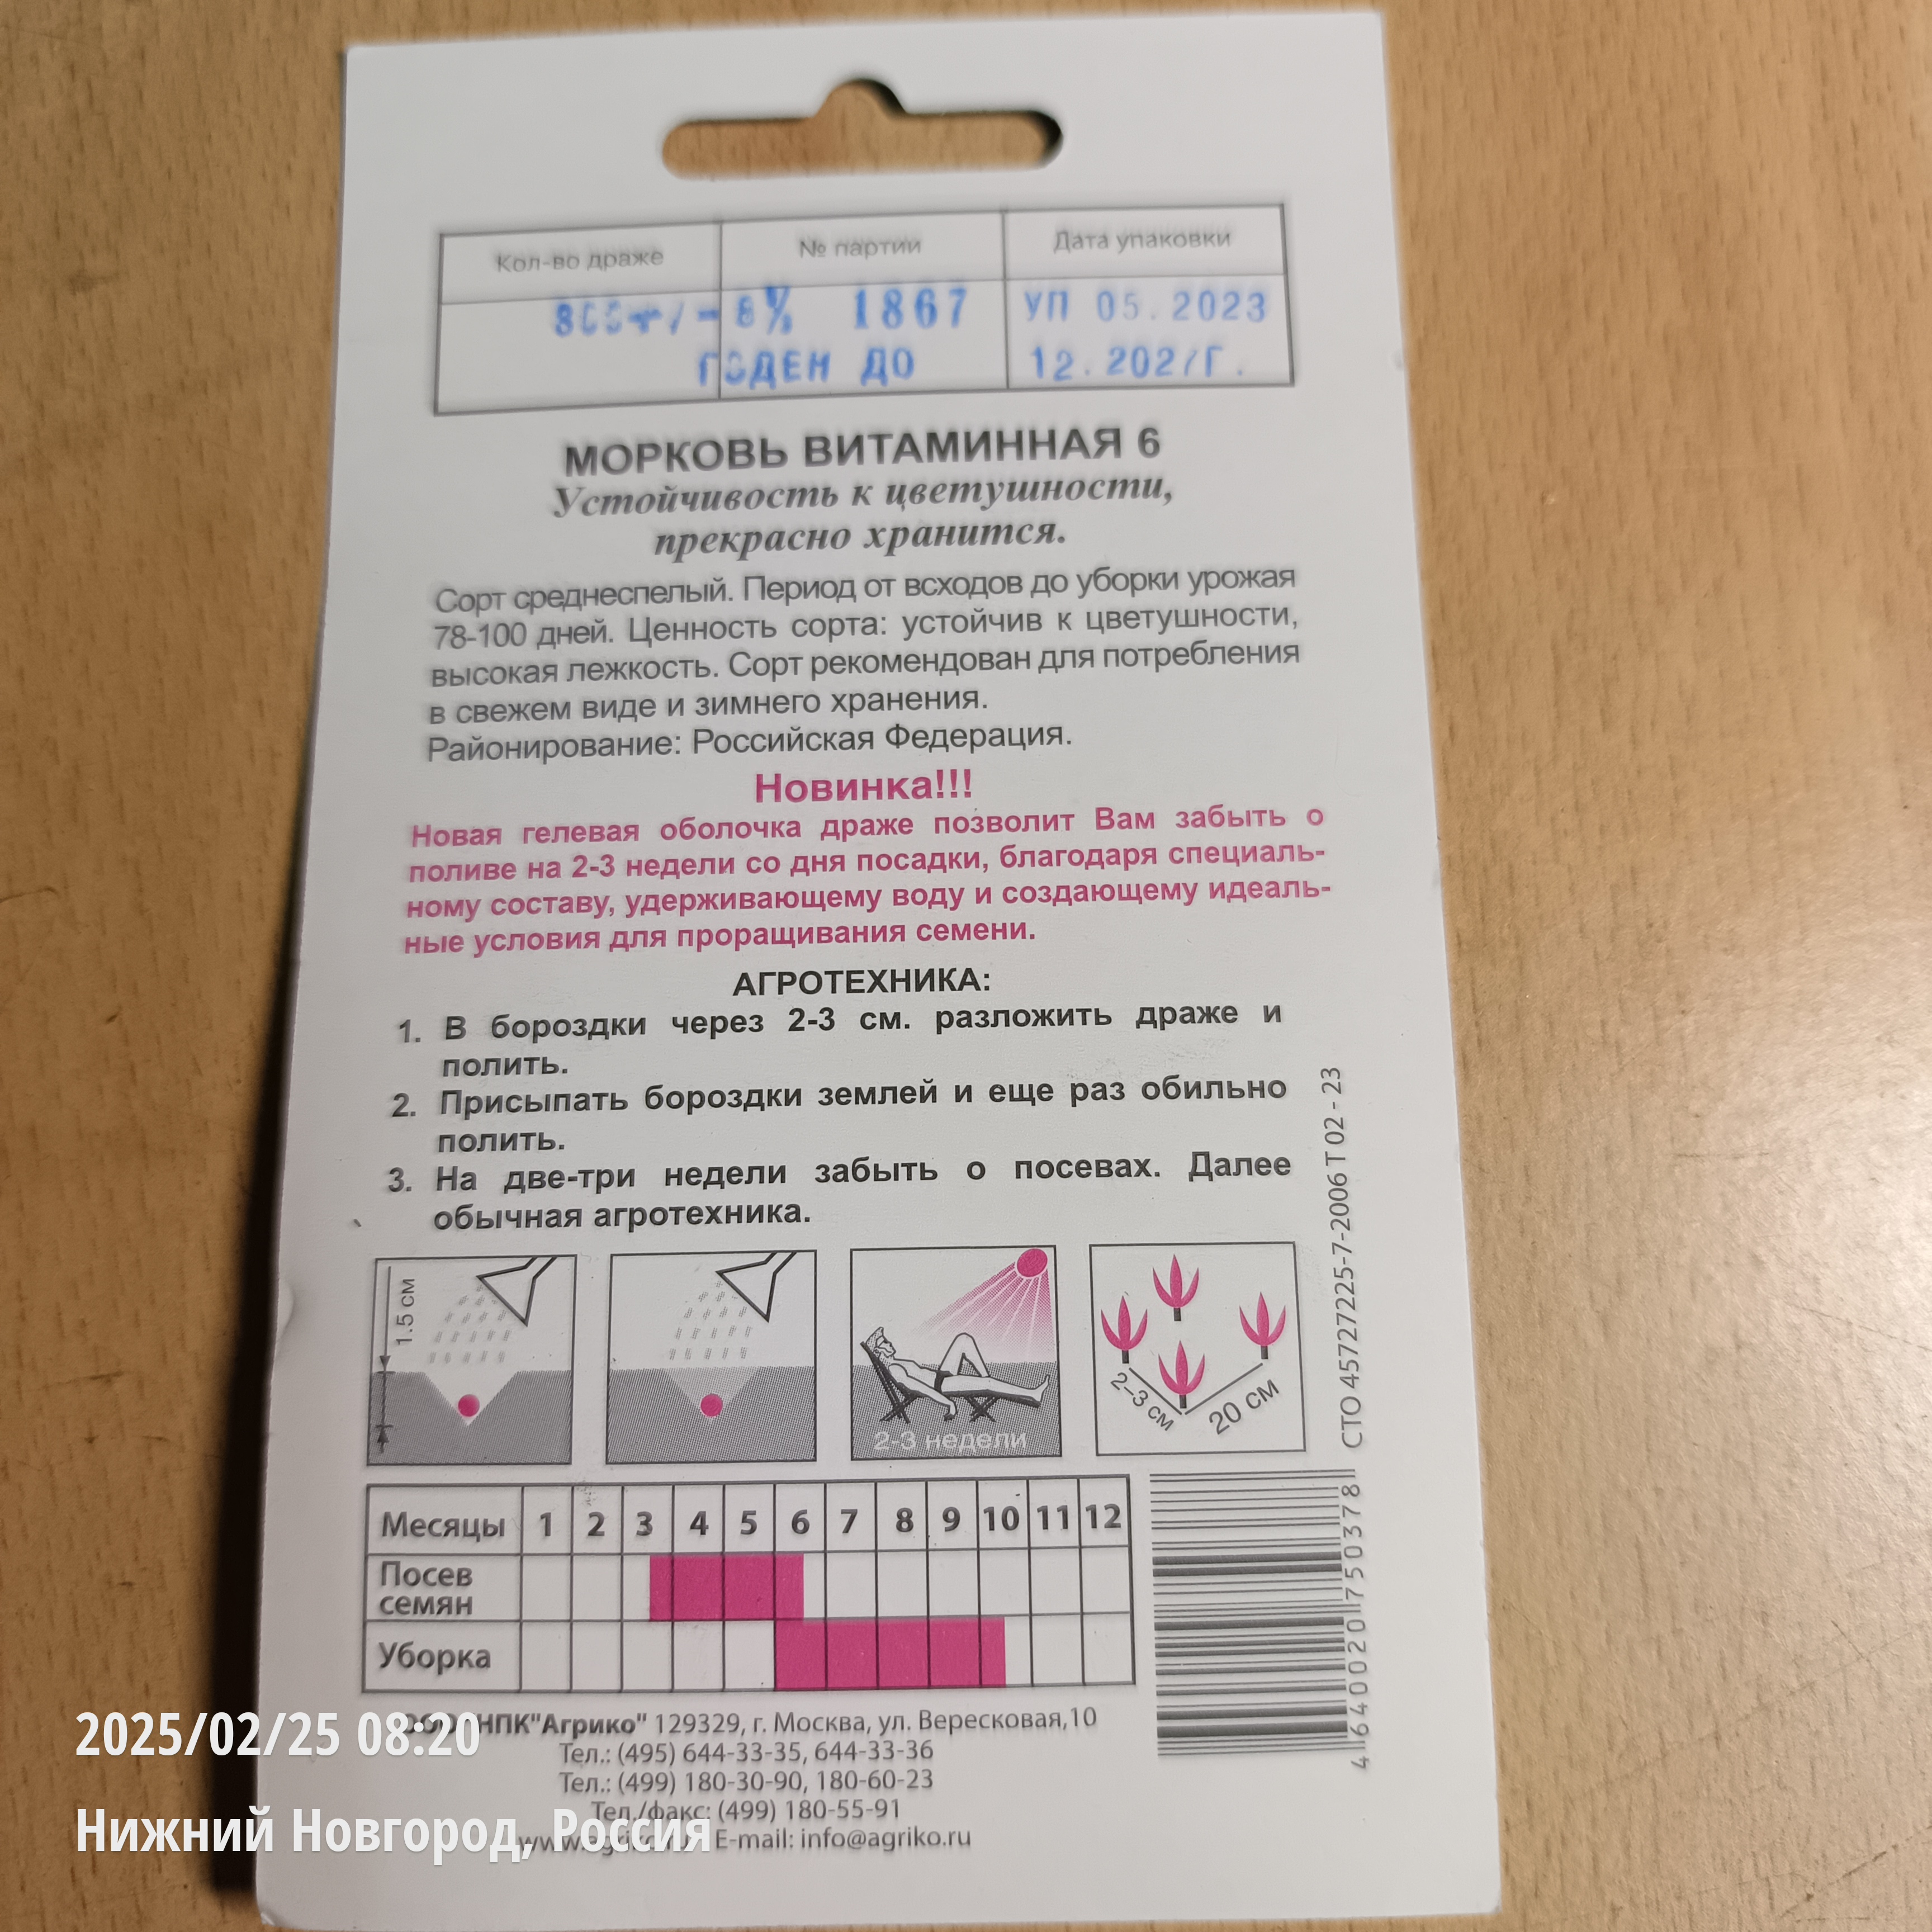 Кол-во драже № партии Дата упаковки
+/- 1867 УП 05.2023
ГОДЕН ДО
МОРКОВЬ ВИТАМИННАЯ 6
Устойчивость к цветушности,
прекрасно хранится.
Сорт среднеспелый. Период от всходов до уборки урожая
78-100 дней. Ценность сорта: устойчив к цветушности,
высокая лежкость. Сорт рекомендован для потребления
в свежем виде и зимнего хранения.
Районирование: Российская Федерация.
Новинка!!!
Новая гелевая оболочка драже позволит Вам забыть о
поливе на 2-3 недели со дня посадки, благодаря специаль-
ному составу, удерживающему воду и создающему идеаль-
ные условия для проращивания семени.
АГРОТЕХНИКА:
1. В бороздки через 2-3 см. разложить драже и
полить.
2. Присыпать бороздки землей и еще раз обильно
полить.
3. На две-три недели забыть о посевах. Далее
обычная агротехника.
1.5 см
2-3 недели
2-3 см
20 см
СТО 45727225-7-2006 Т 02 - 23
Месяцы 1 2 3 4 5 6 7 8 9 10 11 12
Посев
семян
Уборка
4640020750378
ООО "НПК"Агрико" 129329, г. Москва, ул. Вересковая,10
Тел.: (495) 644-33-35, 644-33-36
Тел.: (499) 180-30-90, 180-60-23
Тел./факс: (499) 180-55-91
E-mail: info@agriko.ru
2025/02/25 08:20
Нижний Новгород, Россия